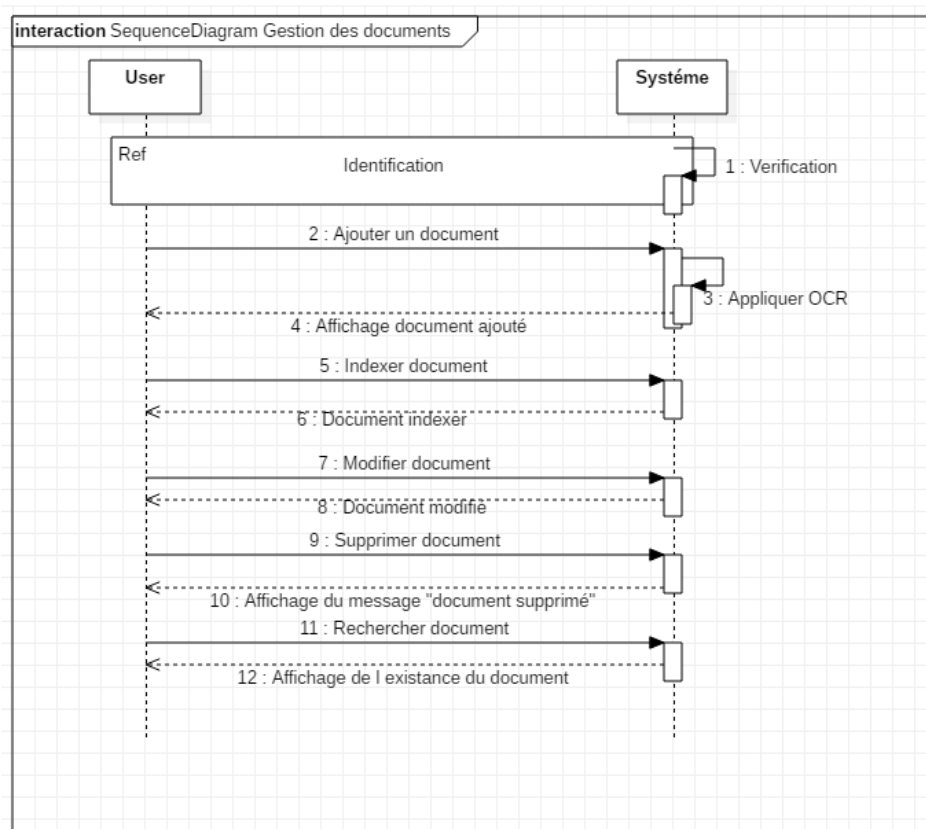 interaction SequenceDiagram Gestion des documents
User
Systéme
Ref
Identification
1 : Verification
2 : Ajouter un document
3 : Appliquer OCR
4 : Affichage document ajouté
5 : Indexer document
6 : Document indexer
7 : Modifier document
8 : Document modifié
9 : Supprimer document
10 : Affichage du message "document supprimé"
11 : Rechercher document
12 : Affichage de l existance du document